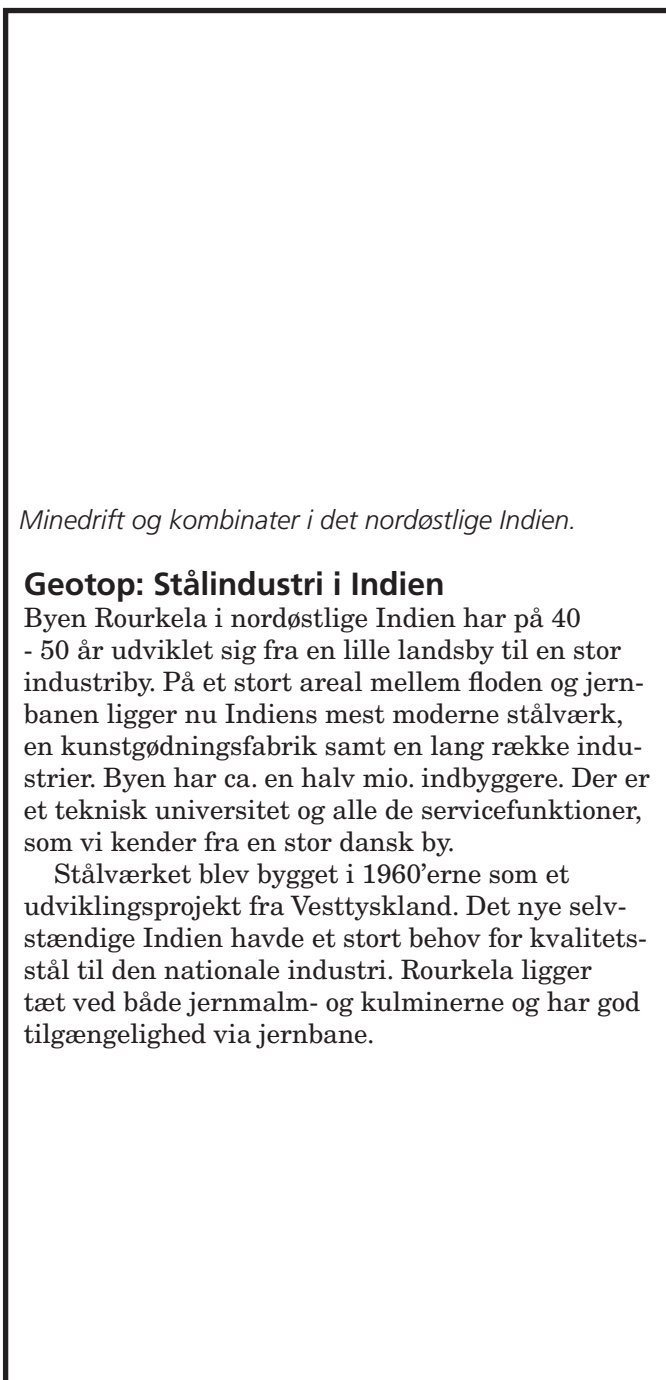 Minedrift og kombinater i det nordøstlige Indien.
Geotop: Stålindustri i Indien
Byen Rourkela i nordøstlige Indien har på 40
- 50 år udviklet sig fra en lille landsby til en stor
industriby. På et stort areal mellem floden og jern-
banen ligger nu Indiens mest moderne stålværk,
en kunstgødningsfabrik samt en lang række indu-
strier. Byen har ca. en halv mio. indbyggere. Der er
et teknisk universitet og alle de servicefunktioner,
som vi kender fra en stor dansk by.
Stålværket blev bygget i 1960’erne som et
udviklingsprojekt fra Vesttyskland. Det nye selv-
stændige Indien havde et stort behov for kvalitets-
stål til den nationale industri. Rourkela ligger
tæt ved både jernmalm- og kulminerne og har god
tilgængelighed via jernbane.